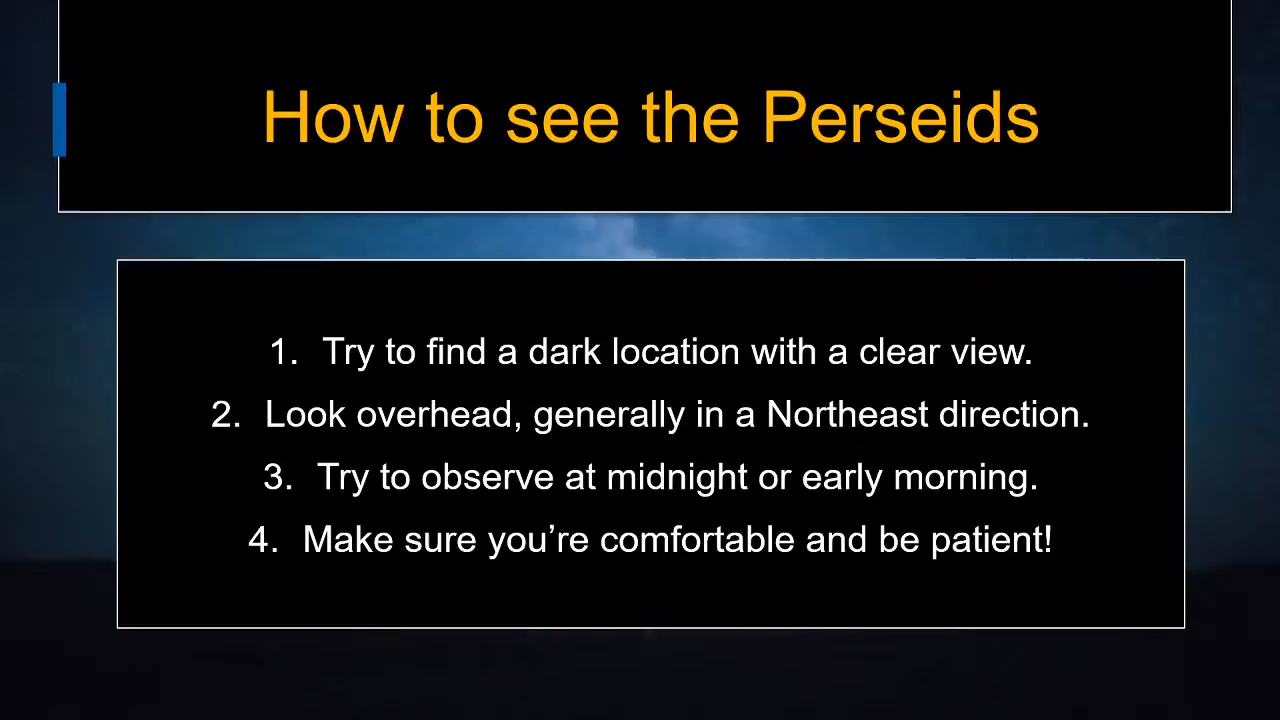 How to see the Perseids
1. Try to find a dark location with a clear view.
2. Look overhead, generally in a Northeast direction.
3. Try to observe at midnight or early morning.
4. Make sure you’re comfortable and be patient!